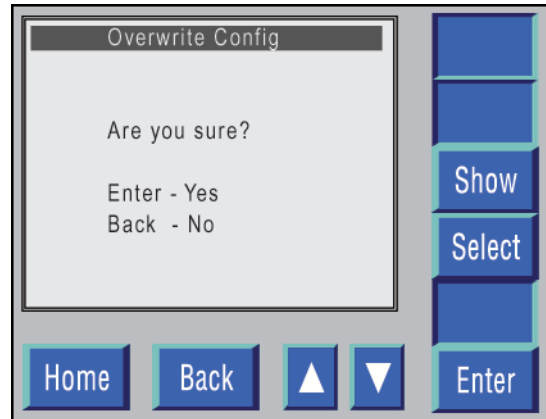 Overwrite Config
Are you sure?
Enter - Yes
Back - No
Show
Select
Home
Back
Enter